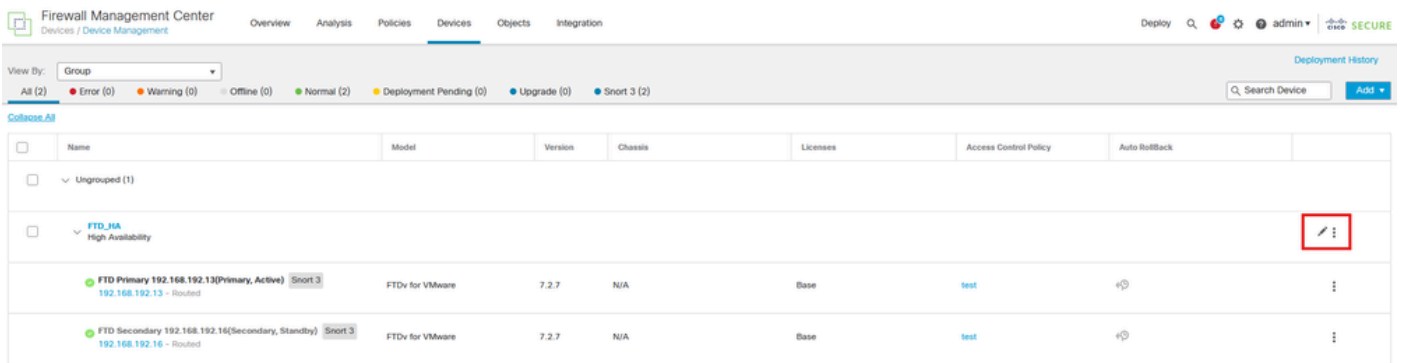 Firewall Management Center
Devices / Device Management
Overview Analysis Policies Devices Objects Integration
Deploy admin CISCO SECURE
Deployment History
View By: Group
All (2) Error (0) Warning (0) Offline (0) Normal (2) Deployment Pending (0) Upgrade (0) Snort 3 (2)
Search Device Add
Collapse All
Name Model Version Chassis Licenses Access Control Policy Auto RollBack
Ungrouped (1)
FTD_HA
High Availability
FTD Primary 192.168.192.13(Primary, Active) Snort 3
192.168.192.13 – Routed
FTDv for VMware 7.2.7 N/A Base test
FTD Secondary 192.168.192.16(Secondary, Standby) Snort 3
192.168.192.16 – Routed
FTDv for VMware 7.2.7 N/A Base test